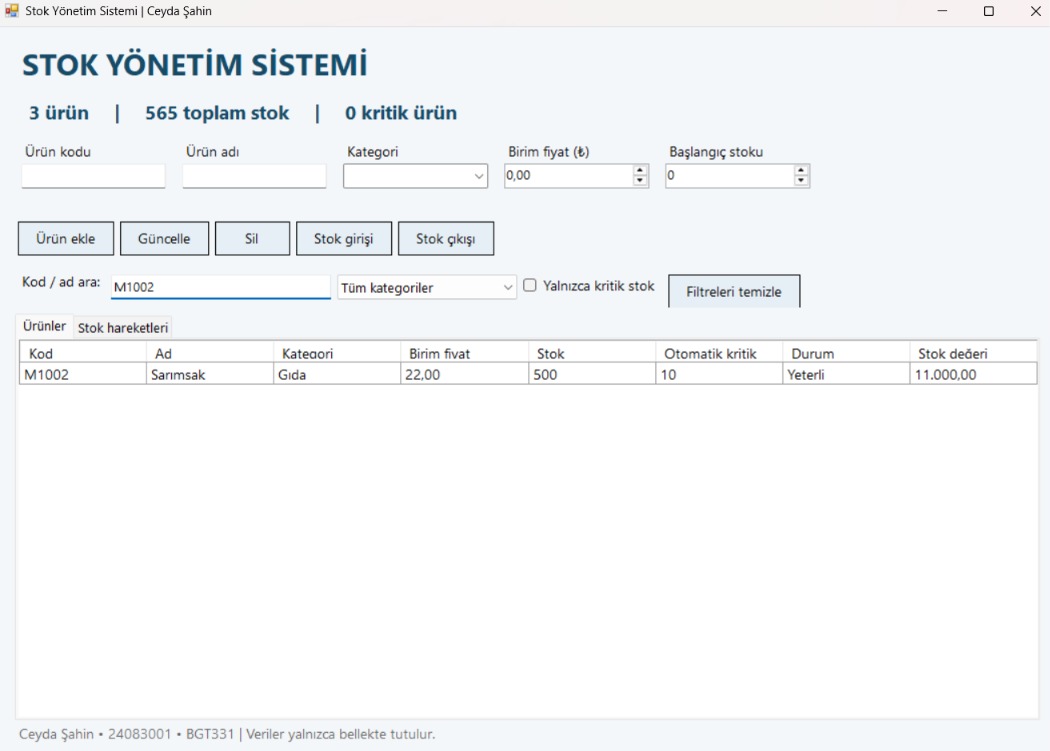 Stok Yönetim Sistemi | Ceyda Şahin
STOK YÖNETİM SİSTEMİ
3 ürün | 565 toplam stok | 0 kritik ürün
Ürün kodu Ürün adı Kategori Birim fiyat (₺) Başlangıç stoku
0,00 0
Ürün ekle Güncelle Sil Stok girişi Stok çıkışı
Kod / ad ara: M1002 Tüm kategoriler Yalnızca kritik stok Filtreleri temizle
Ürünler Stok hareketleri
Kod Ad Kategori Birim fiyat Stok Otomatik kritik Durum Stok değeri
M1002 Sarımsak Gıda 22,00 500 10 Yeterli 11.000,00
Ceyda Şahin • 24083001 • BGT331 | Veriler yalnızca bellekte tutulur.